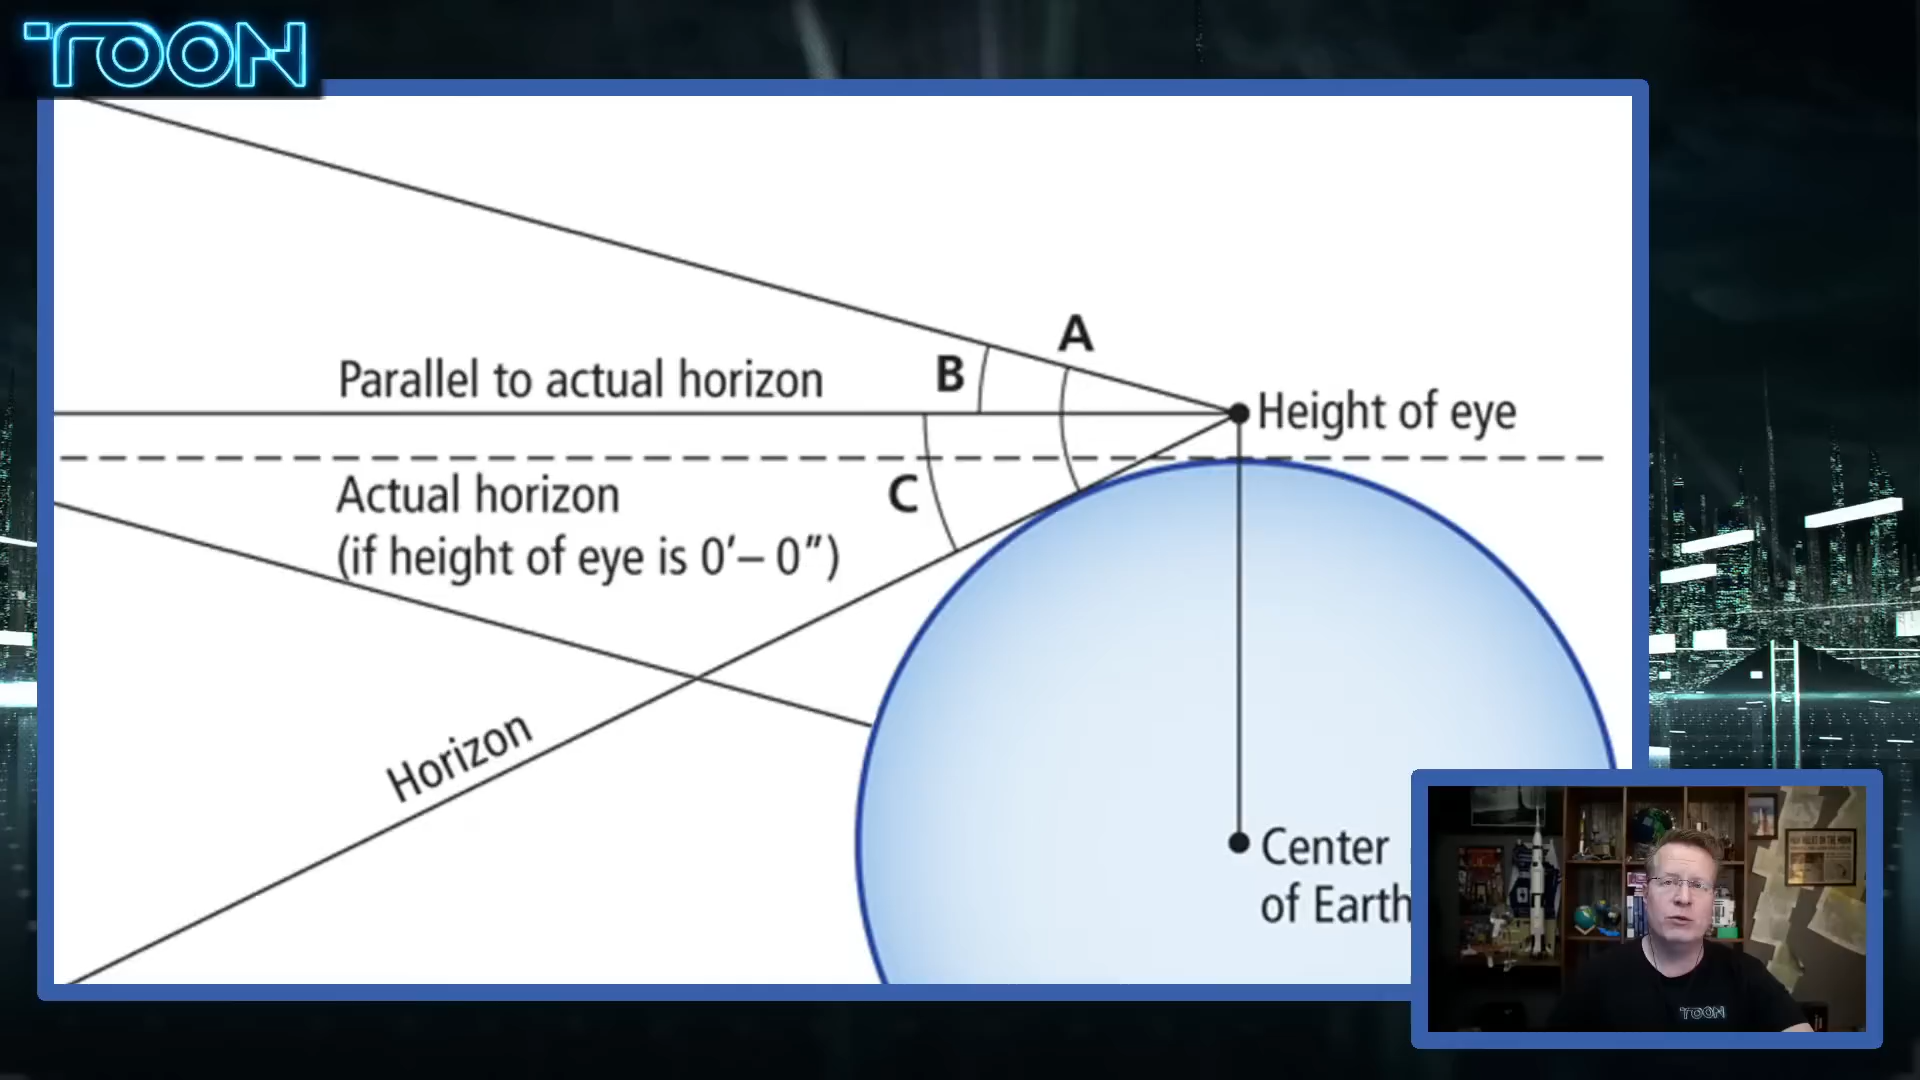 TOON
A
B
Parallel to actual horizon
Height of eye
Actual horizon
(if height of eye is 0′– 0″)
C
Horizon
Center
of Earth
TOON